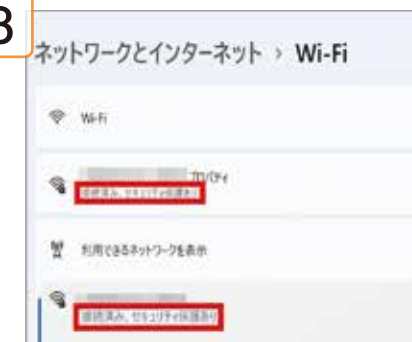 3
ネットワークとインターネット › Wi-Fi
Wi-Fi
プロパティ
接続済み、セキュリティ保護あり
利用できるネットワークを表示
接続済み、セキュリティ保護あり